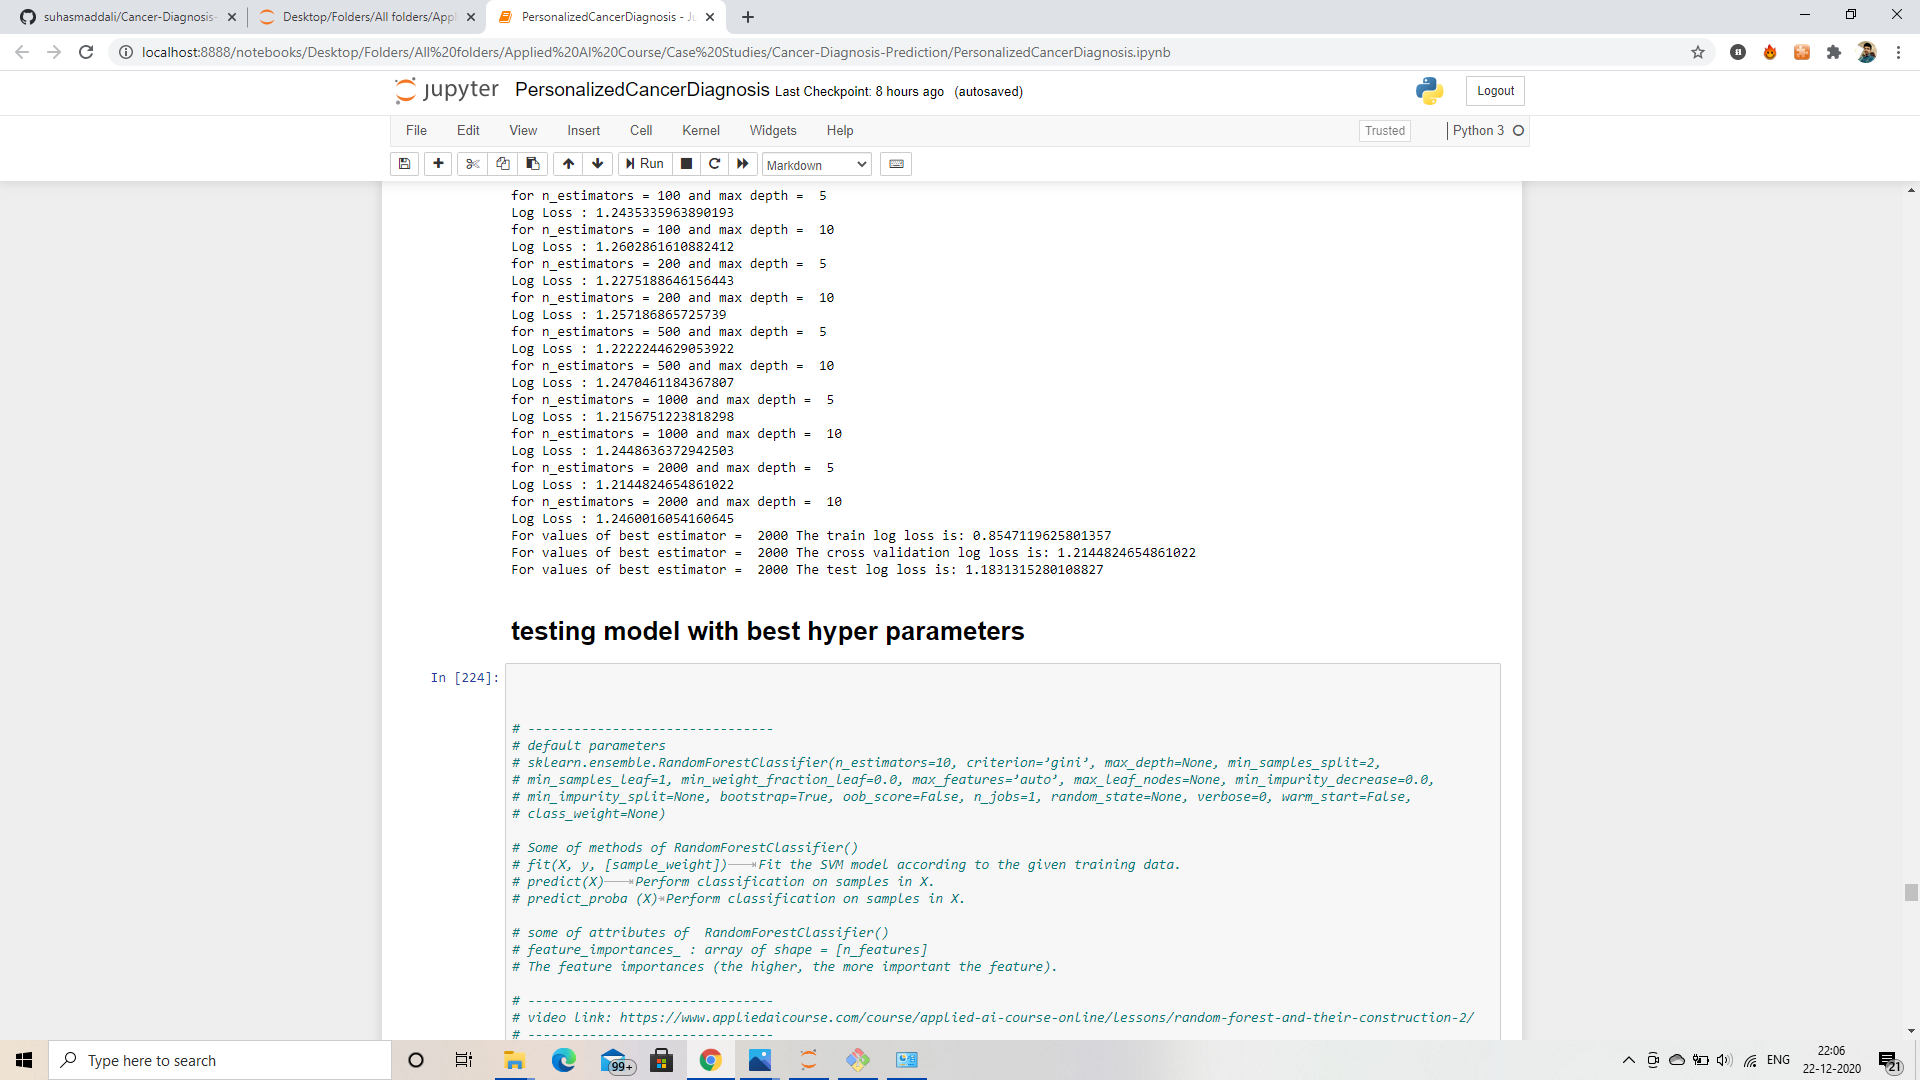 suhasmaddali/Cancer-Diagnosis-
Desktop/Folders/All folders/Appl
PersonalizedCancerDiagnosis - Ju
localhost:8888/notebooks/Desktop/Folders/All%20folders/Applied%20AI%20Course/Case%20Studies/Cancer-Diagnosis-Prediction/PersonalizedCancerDiagnosis.ipynb
jupyter PersonalizedCancerDiagnosis Last Checkpoint: 8 hours ago (autosaved)
Logout
File Edit View Insert Cell Kernel Widgets Help
Trusted Python 3
Run Markdown
for n_estimators = 100 and max depth =  5
Log Loss : 1.2435335963890193
for n_estimators = 100 and max depth =  10
Log Loss : 1.2602861610882412
for n_estimators = 200 and max depth =  5
Log Loss : 1.2275188646156443
for n_estimators = 200 and max depth =  10
Log Loss : 1.257186865725739
for n_estimators = 500 and max depth =  5
Log Loss : 1.2222244629053922
for n_estimators = 500 and max depth =  10
Log Loss : 1.2470461184367807
for n_estimators = 1000 and max depth =  5
Log Loss : 1.2156751223818298
for n_estimators = 1000 and max depth =  10
Log Loss : 1.2448636372942503
for n_estimators = 2000 and max depth =  5
Log Loss : 1.2144824654861022
for n_estimators = 2000 and max depth =  10
Log Loss : 1.2460016054160645
For values of best estimator =  2000 The train log loss is: 0.8547119625801357
For values of best estimator =  2000 The cross validation log loss is: 1.2144824654861022
For values of best estimator =  2000 The test log loss is: 1.1831315280108827
testing model with best hyper parameters
In [224]:
# --------------------------------
# default parameters
# sklearn.ensemble.RandomForestClassifier(n_estimators=10, criterion=’gini’, max_depth=None, min_samples_split=2,
# min_samples_leaf=1, min_weight_fraction_leaf=0.0, max_features=’auto’, max_leaf_nodes=None, min_impurity_decrease=0.0,
# min_impurity_split=None, bootstrap=True, oob_score=False, n_jobs=1, random_state=None, verbose=0, warm_start=False,
# class_weight=None)
# Some of methods of RandomForestClassifier()
# fit(X, y, [sample_weight]) Fit the SVM model according to the given training data.
# predict(X) Perform classification on samples in X.
# predict_proba (X) Perform classification on samples in X.
# some of attributes of  RandomForestClassifier()
# feature_importances_ : array of shape = [n_features]
# The feature importances (the higher, the more important the feature).
# --------------------------------
# video link: https://www.appliedaicourse.com/course/applied-ai-course-online/lessons/random-forest-and-their-construction-2/
# --------------------------------
Type here to search
99+
ENG
22:06
22-12-2020
21